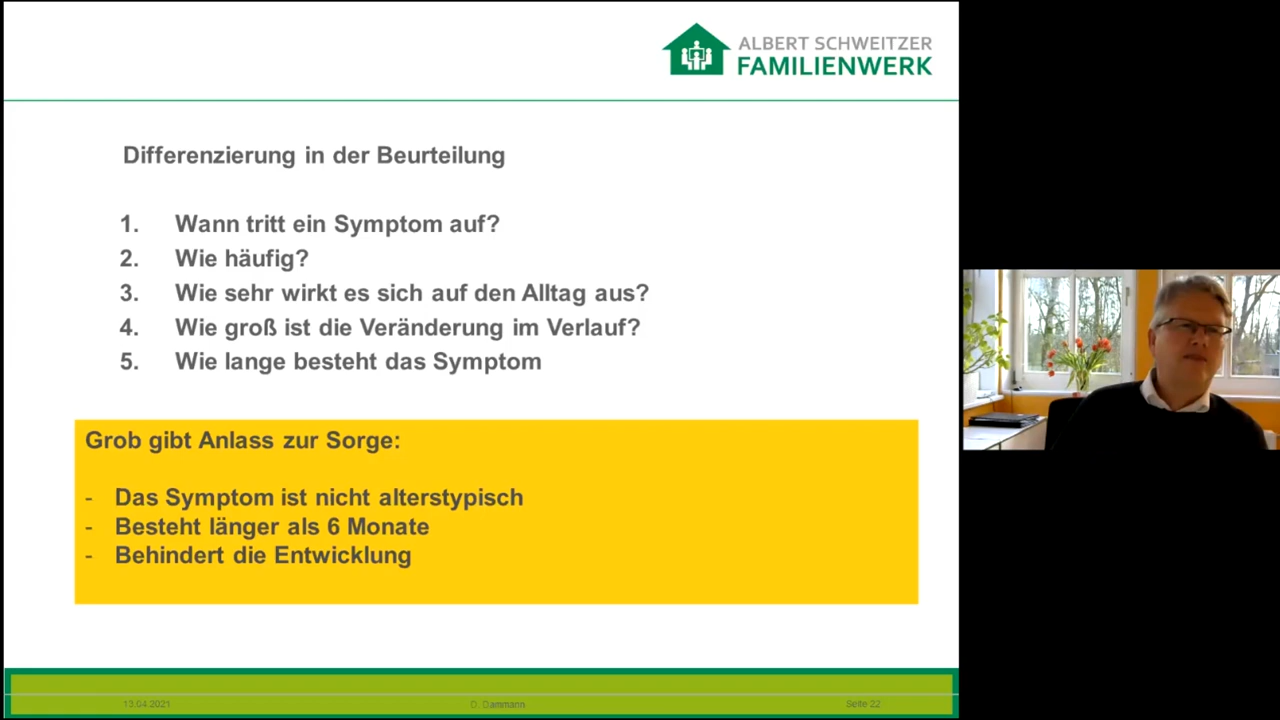 ALBERT SCHWEITZER
FAMILIENWERK
Differenzierung in der Beurteilung
1. Wann tritt ein Symptom auf?
2. Wie häufig?
3. Wie sehr wirkt es sich auf den Alltag aus?
4. Wie groß ist die Veränderung im Verlauf?
5. Wie lange besteht das Symptom
Grob gibt Anlass zur Sorge:
- Das Symptom ist nicht alterstypisch
- Besteht länger als 6 Monate
- Behindert die Entwicklung
13.04.2021 D. Dammann Seite 22